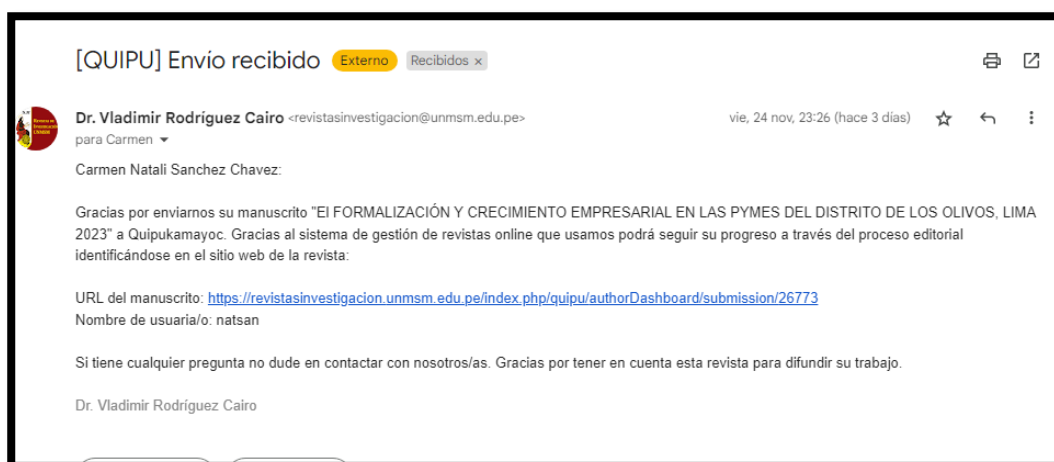 [QUIPU] Envío recibido Externo Recibidos ×
Dr. Vladimir Rodríguez Cairo <revistasinvestigacion@unmsm.edu.pe> vie, 24 nov, 23:26 (hace 3 días)
para Carmen
Carmen Natali Sanchez Chavez:
Gracias por enviarnos su manuscrito "El FORMALIZACIÓN Y CRECIMIENTO EMPRESARIAL EN LAS PYMES DEL DISTRITO DE LOS OLIVOS, LIMA
2023" a Quipukamayoc. Gracias al sistema de gestión de revistas online que usamos podrá seguir su progreso a través del proceso editorial
identificándose en el sitio web de la revista:
URL del manuscrito: https://revistasinvestigacion.unmsm.edu.pe/index.php/quipu/authorDashboard/submission/26773
Nombre de usuaria/o: natsan
Si tiene cualquier pregunta no dude en contactar con nosotros/as. Gracias por tener en cuenta esta revista para difundir su trabajo.
Dr. Vladimir Rodríguez Cairo